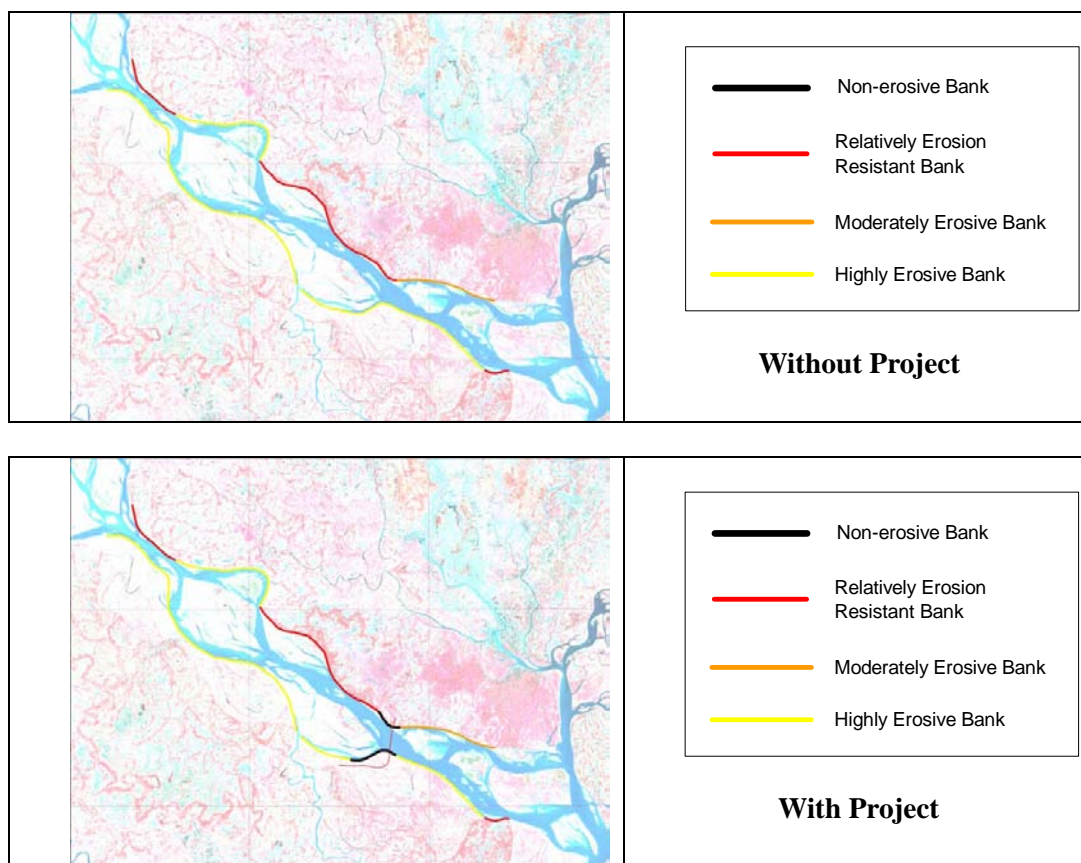 Non-erosive Bank
Relatively Erosion
Resistant Bank
Moderately Erosive Bank
Highly Erosive Bank
Without Project
Non-erosive Bank
Relatively Erosion
Resistant Bank
Moderately Erosive Bank
Highly Erosive Bank
With Project